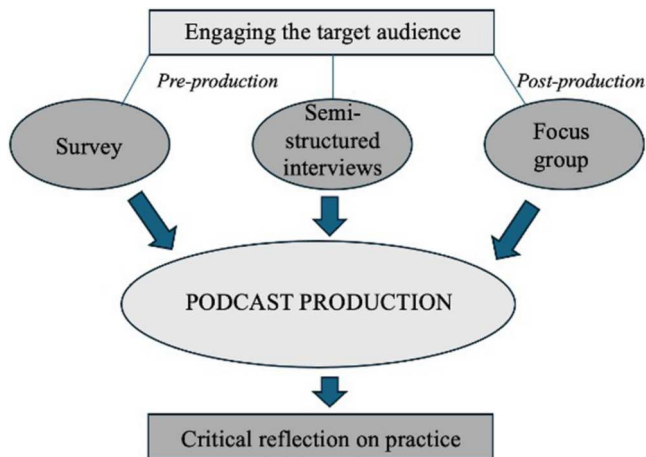 Engaging the target audience
Pre-production
Post-production
Survey
Semi-
structured
interviews
Focus
group
PODCAST PRODUCTION
Critical reflection on practice